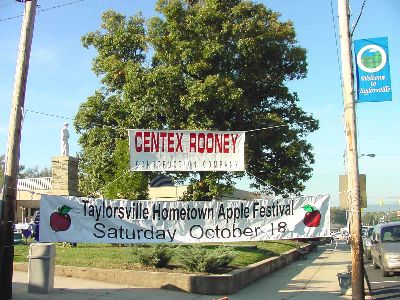 CENTEX ROONEY
CONSTRUCTION COMPANY
Welcome
to
Taylorsville
Taylorsville Hometown Apple Festival
Saturday October 18